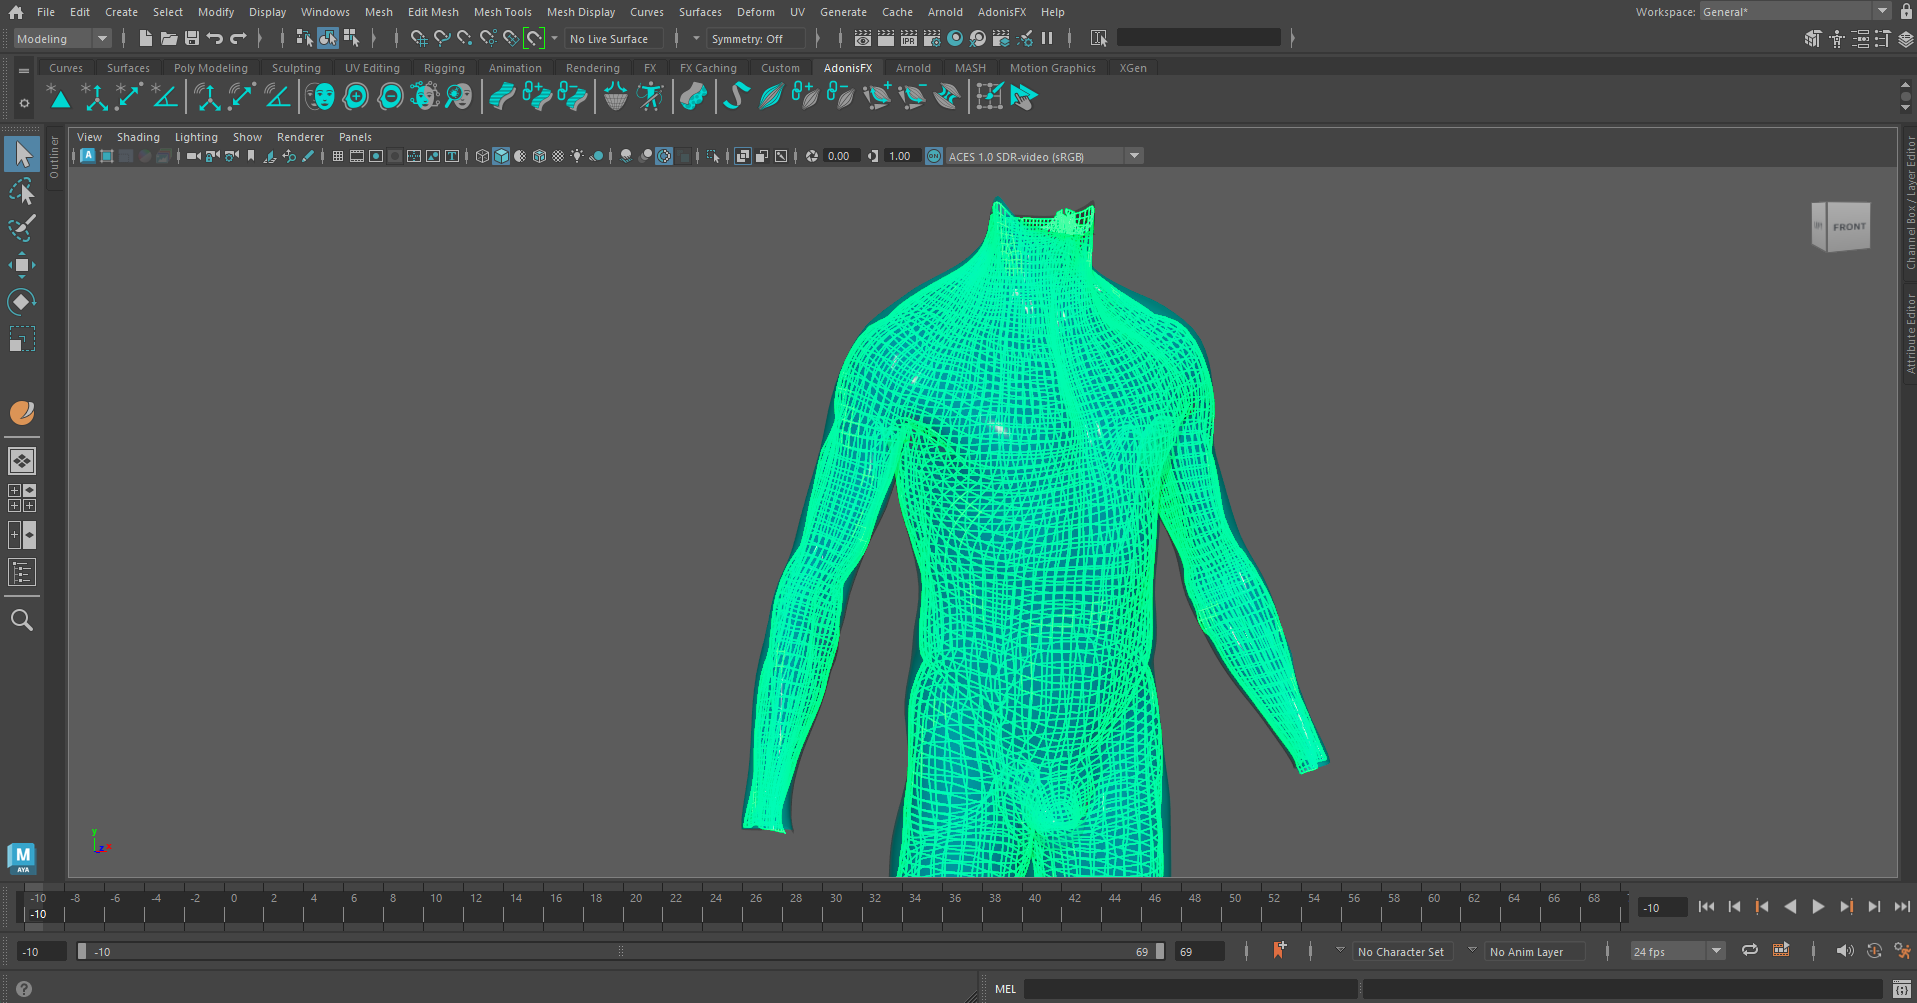 File Edit Create Select Modify Display Windows Mesh Edit Mesh Mesh Tools Mesh Display Curves Surfaces Deform UV Generate Cache Arnold AdonisFX Help Workspace: General*
Modeling No Live Surface Symmetry: Off IPR
Curves Surfaces Poly Modeling Sculpting UV Editing Rigging Animation Rendering FX FX Caching Custom AdonisFX Arnold MASH Motion Graphics XGen
View Shading Lighting Show Renderer Panels
A T 0.00 1.00 ON ACES 1.0 SDR-video (sRGB)
Outliner
Channel Box / Layer Editor
Attribute Editor
FRONT
y
z x
M
AYA
-10 -8 -6 -4 -2 0 2 4 6 8 10 12 14 16 18 20 22 24 26 28 30 32 34 36 38 40 42 44 46 48 50 52 54 56 58 60 62 64 66 68
-10 -10
-10 -10 69 69 No Character Set No Anim Layer 24 fps
MEL